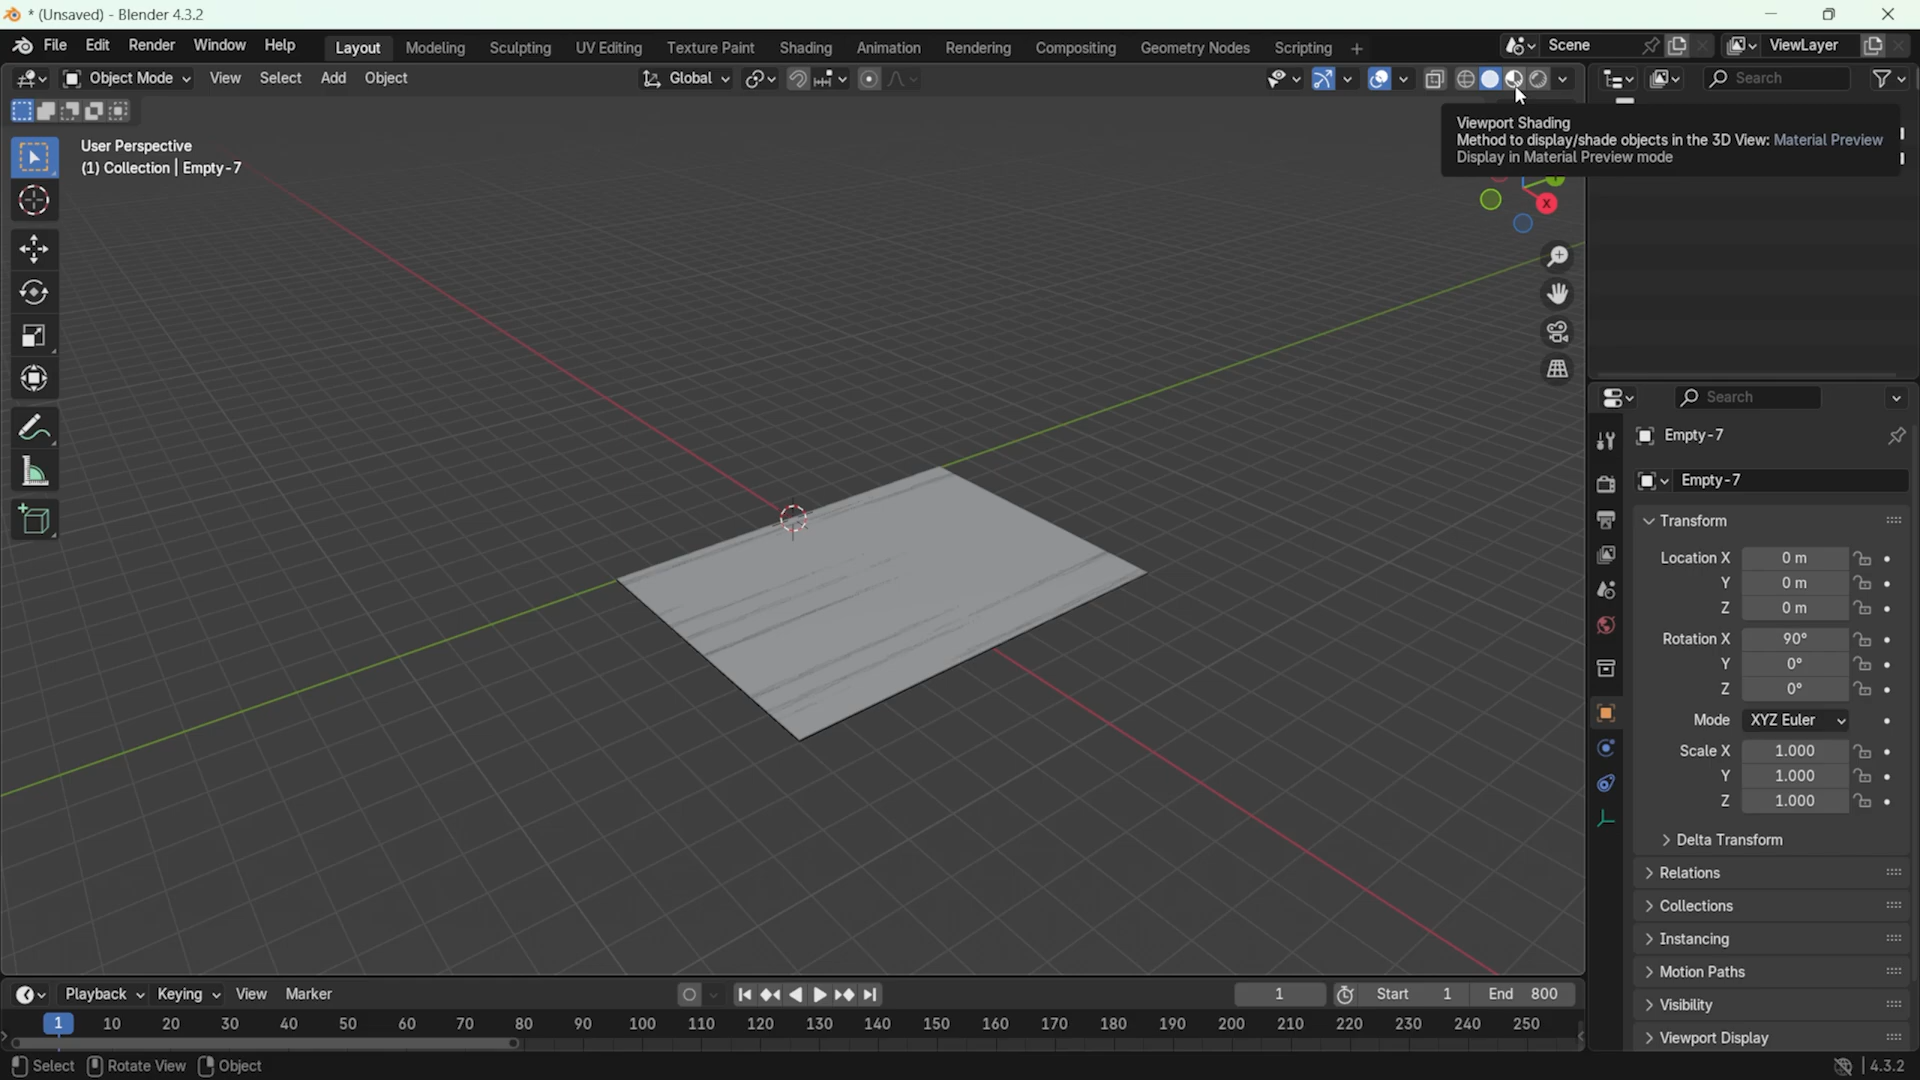 * (Unsaved) - Blender 4.3.2
File Edit Render Window Help Layout Modeling Sculpting UV Editing Texture Paint Shading Animation Rendering Compositing Geometry Nodes Scripting + Scene ViewLayer
Object Mode View Select Add Object Global Search
User Perspective
(1) Collection | Empty-7
Viewport Shading
Method to display/shade objects in the 3D View: Material Preview
Display in Material Preview mode
X
Search
Empty-7
Empty-7
Transform
Location X 0 m
Y 0 m
Z 0 m
Rotation X 90°
Y 0°
Z 0°
Mode XYZ Euler
Scale X 1.000
Y 1.000
Z 1.000
Delta Transform
Relations
Collections
Instancing
Motion Paths
Visibility
Viewport Display
Playback Keying View Marker 1 Start 1 End 800
1 10 20 30 40 50 60 70 80 90 100 110 120 130 140 150 160 170 180 190 200 210 220 230 240 250
Select Rotate View Object 4.3.2